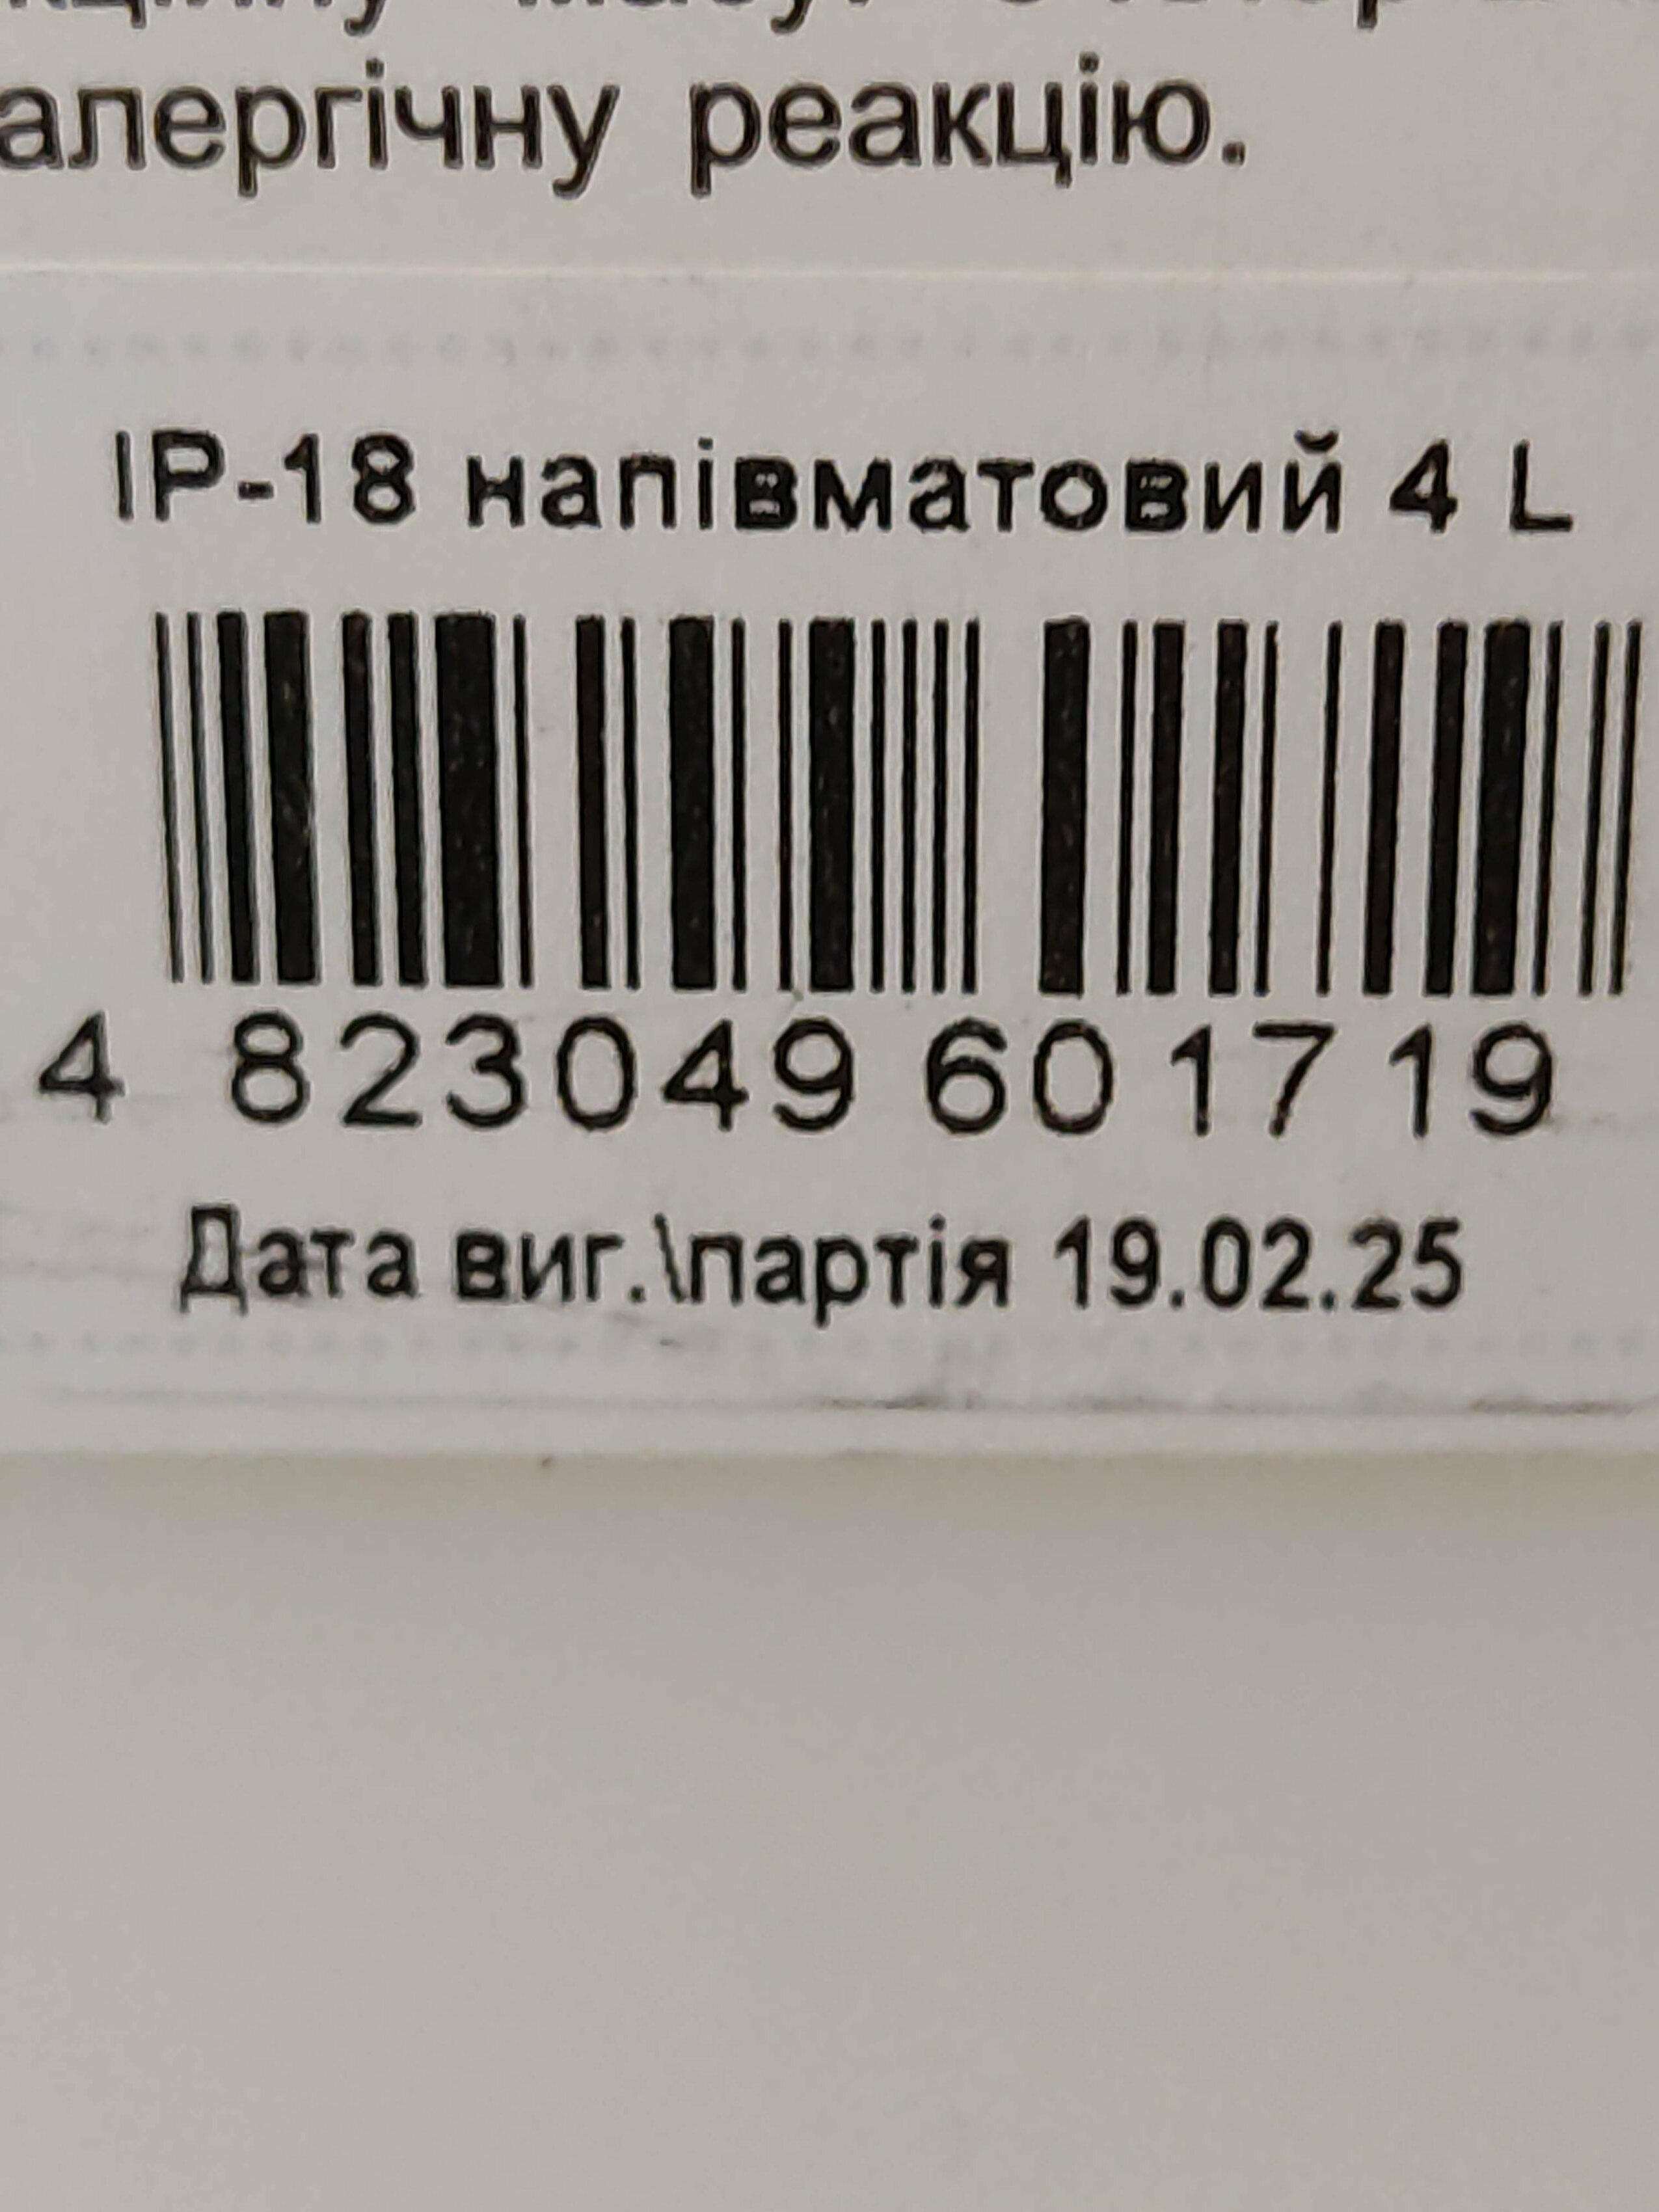 алергічну реакцію.
IP-18 напівматовий 4 L
4 823049 601719
Дата виг.\партія 19.02.25